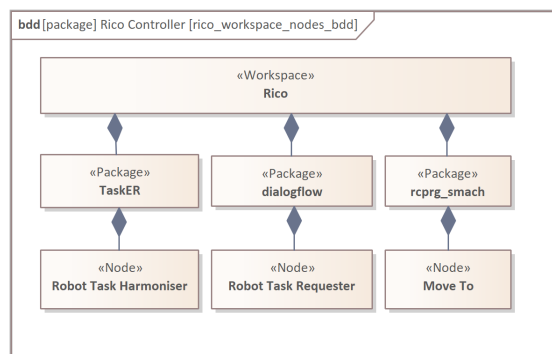 bdd [package] Rico Controller [rico_workspace_nodes_bdd]
«Workspace»
Rico
«Package» «Package» «Package»
TaskER dialogflow rcprg_smach
«Node» «Node» «Node»
Robot Task Harmoniser Robot Task Requester Move To